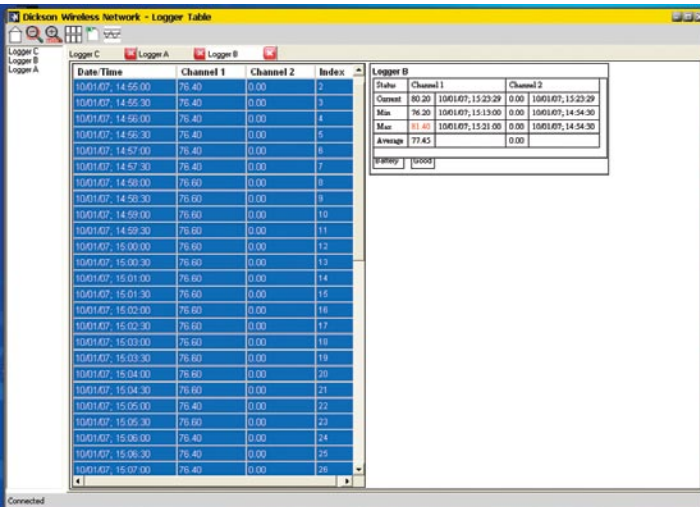 Dickson Wireless Network - Logger Table
Logger C
Logger B
Logger A
Logger C Logger A Logger B
Date/Time Channel 1 Channel 2 Index
10/01/07; 14:55:00 76.40 0.00 2
10/01/07; 14:55:30 76.40 0.00 3
10/01/07; 14:56:00 76.40 0.00 4
10/01/07; 14:56:30 76.40 0.00 5
10/01/07; 14:57:00 76.40 0.00 6
10/01/07; 14:57:30 76.40 0.00 7
10/01/07; 14:58:00 76.60 0.00 8
10/01/07; 14:58:30 76.60 0.00 9
10/01/07; 14:59:00 76.60 0.00 10
10/01/07; 14:59:30 76.60 0.00 11
10/01/07; 15:00:00 76.60 0.00 12
10/01/07; 15:00:30 76.60 0.00 13
10/01/07; 15:01:00 76.60 0.00 14
10/01/07; 15:01:30 76.60 0.00 15
10/01/07; 15:02:00 76.60 0.00 16
10/01/07; 15:02:30 76.60 0.00 17
10/01/07; 15:03:00 76.60 0.00 18
10/01/07; 15:03:30 76.60 0.00 19
10/01/07; 15:04:00 76.60 0.00 20
10/01/07; 15:04:30 76.60 0.00 21
10/01/07; 15:05:00 76.40 0.00 22
10/01/07; 15:05:30 76.60 0.00 23
10/01/07; 15:06:00 76.40 0.00 24
10/01/07; 15:06:30 76.40 0.00 25
10/01/07; 15:07:00 76.40 0.00 26
Logger B
Status Channel 1 Channel 2
Current 80.20 10/01/07; 15:23:29 0.00 10/01/07; 15:23:29
Min 76.20 10/01/07; 15:13:00 0.00 10/01/07; 14:54:30
Max 81.40 10/01/07; 15:21:00 0.00 10/01/07; 14:54:30
Average 77.45 0.00
Battery Good
Connected